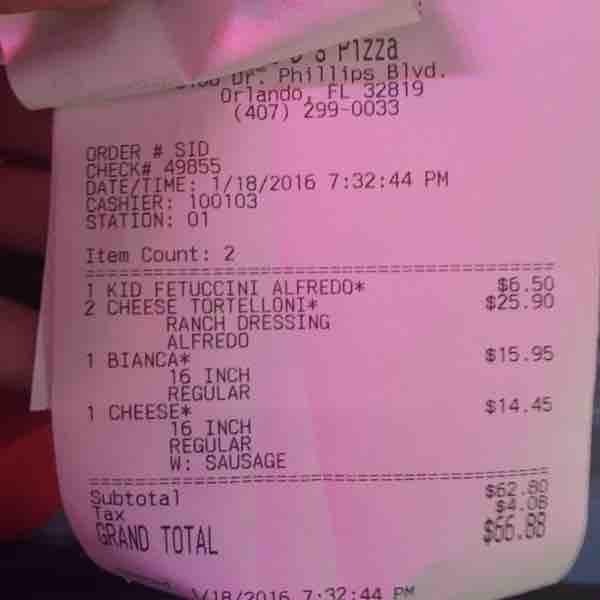 Pizza
Dr. Phillips Blvd.
Orlando, FL 32819
(407) 299-0033
ORDER # SID
CHECK# 49855
DATE/TIME: 1/18/2016 7:32:44 PM
CASHIER: 100103
STATION: 01
Item Count: 2
1 KID FETUCCINI ALFREDO* $6.50
2 CHEESE TORTELLONI* $25.90
RANCH DRESSING
ALFREDO
1 BIANCA* $15.95
16 INCH
REGULAR
1 CHEESE* $14.45
16 INCH
REGULAR
W: SAUSAGE
Subtotal $62.80
Tax $4.08
GRAND TOTAL $66.88
1/18/2016 7:32:44 PM